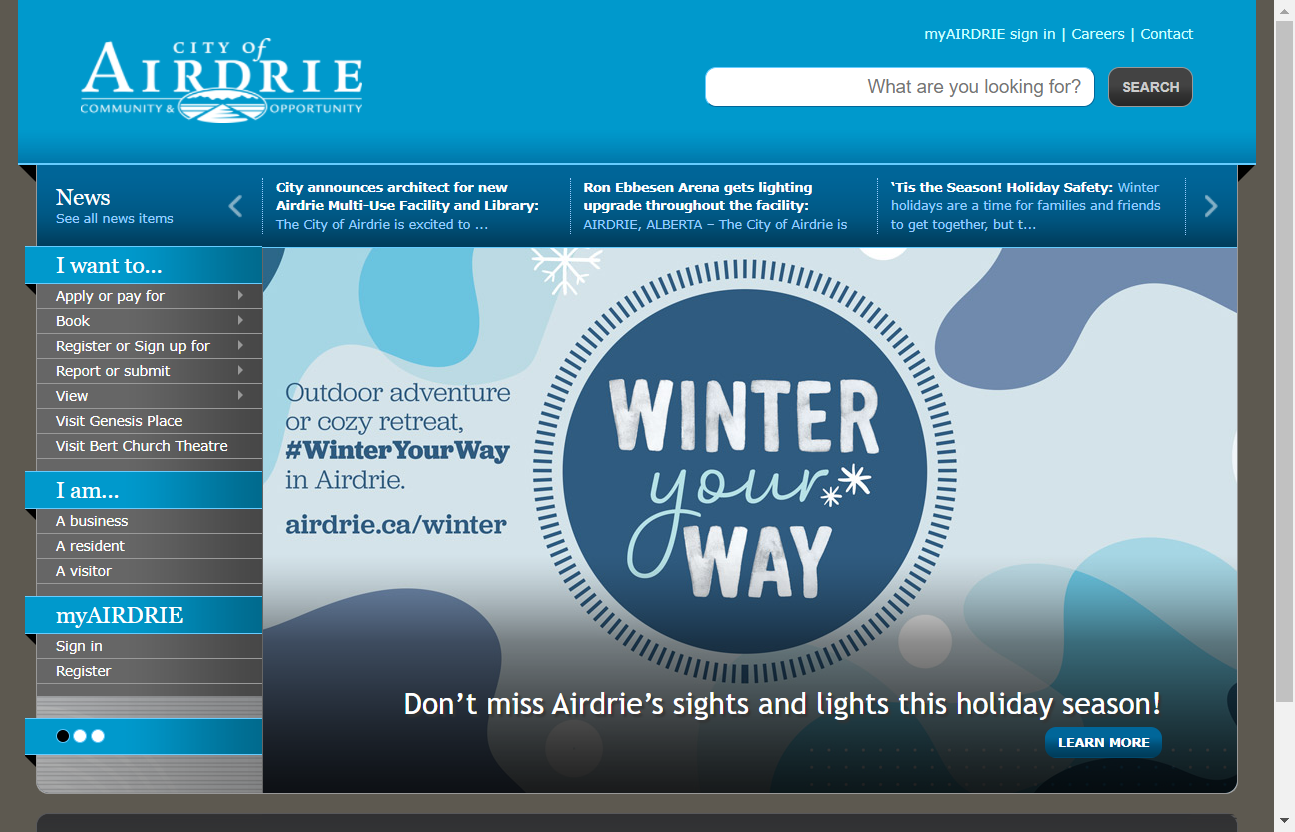 CITY of
AIRDRIE
COMMUNITY & OPPORTUNITY
myAIRDRIE sign in | Careers | Contact
What are you looking for?
SEARCH
News
See all news items
City announces architect for new
Airdrie Multi-Use Facility and Library:
The City of Airdrie is excited to ...
Ron Ebbesen Arena gets lighting
upgrade throughout the facility:
AIRDRIE, ALBERTA – The City of Airdrie is
‘Tis the Season! Holiday Safety: Winter
holidays are a time for families and friends
to get together, but t...
I want to...
Apply or pay for
Book
Register or Sign up for
Report or submit
View
Visit Genesis Place
Visit Bert Church Theatre
I am...
A business
A resident
A visitor
myAIRDRIE
Sign in
Register
Outdoor adventure
or cozy retreat,
#WinterYourWay
in Airdrie.
airdrie.ca/winter
WINTER
your
WAY
Don’t miss Airdrie’s sights and lights this holiday season!
LEARN MORE